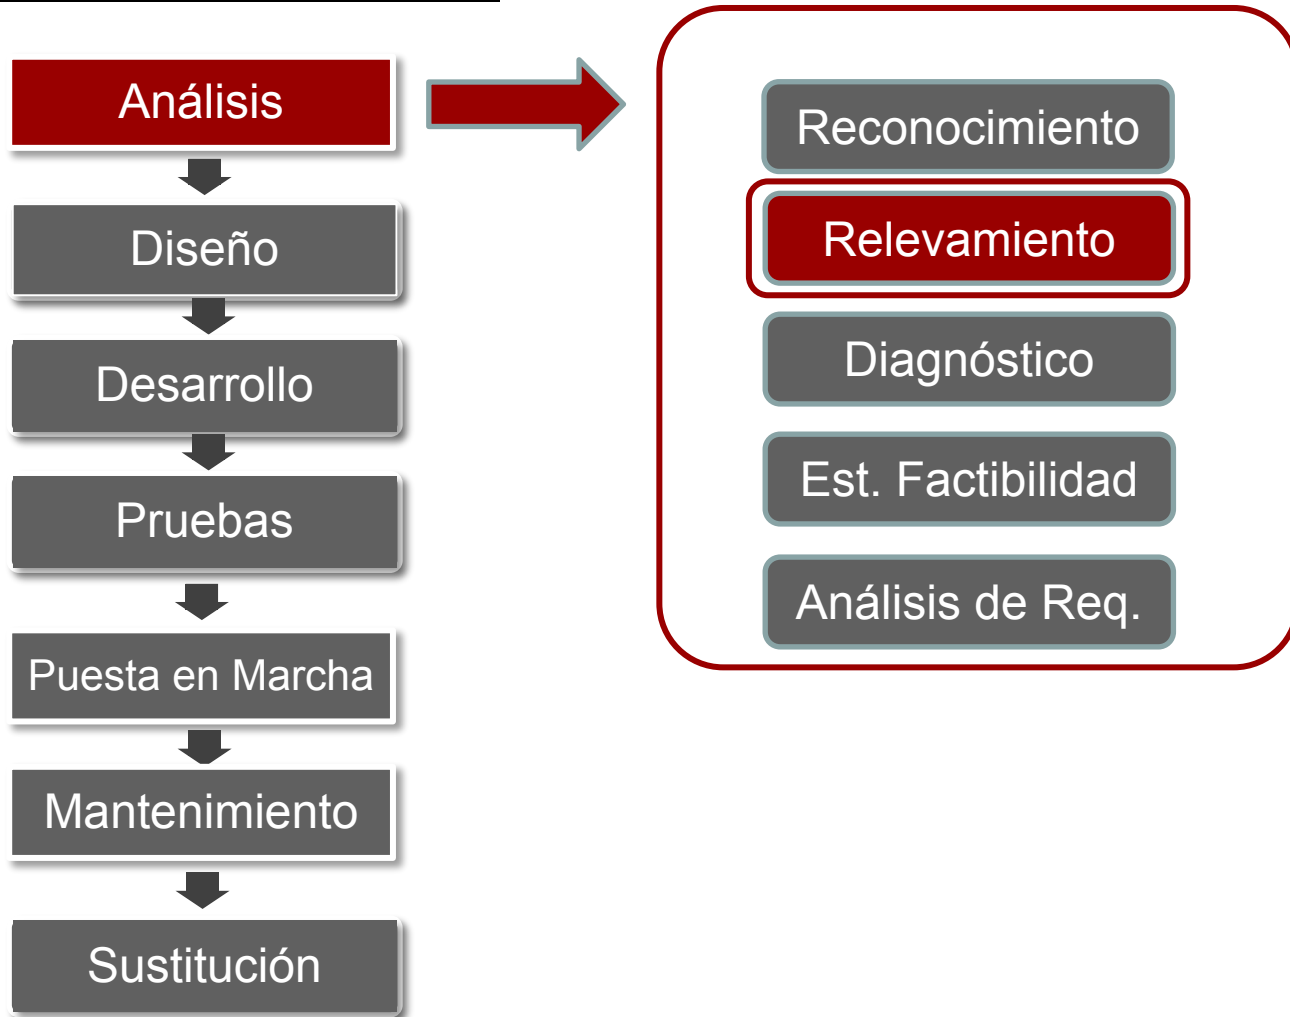 Análisis
Diseño
Desarrollo
Pruebas
Puesta en Marcha
Mantenimiento
Sustitución
Reconocimiento
Relevamiento
Diagnóstico
Est. Factibilidad
Análisis de Req.